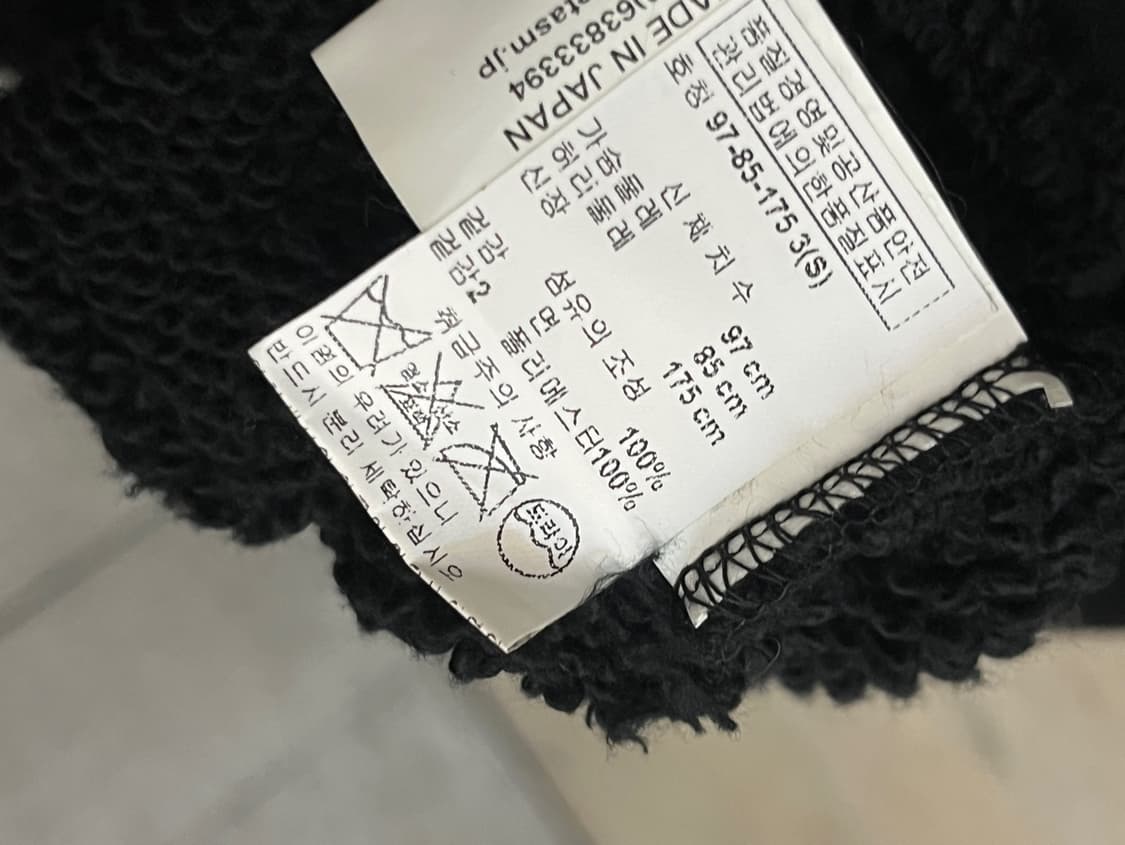 품질경영및공산품안전
관리법에의한품질표시
호칭 97-85-175 3(S)
신체치수
가슴둘레 97 cm
허리둘레 85 cm
신장 175 cm
섬유의 조성
겉감 면 100%
겉감2 폴리에스터100%
취급주의 사항
드라이
이염의 우려가 있으니
반드시 분리 세탁하십시오
MADE IN JAPAN
63833394
etasm.jp